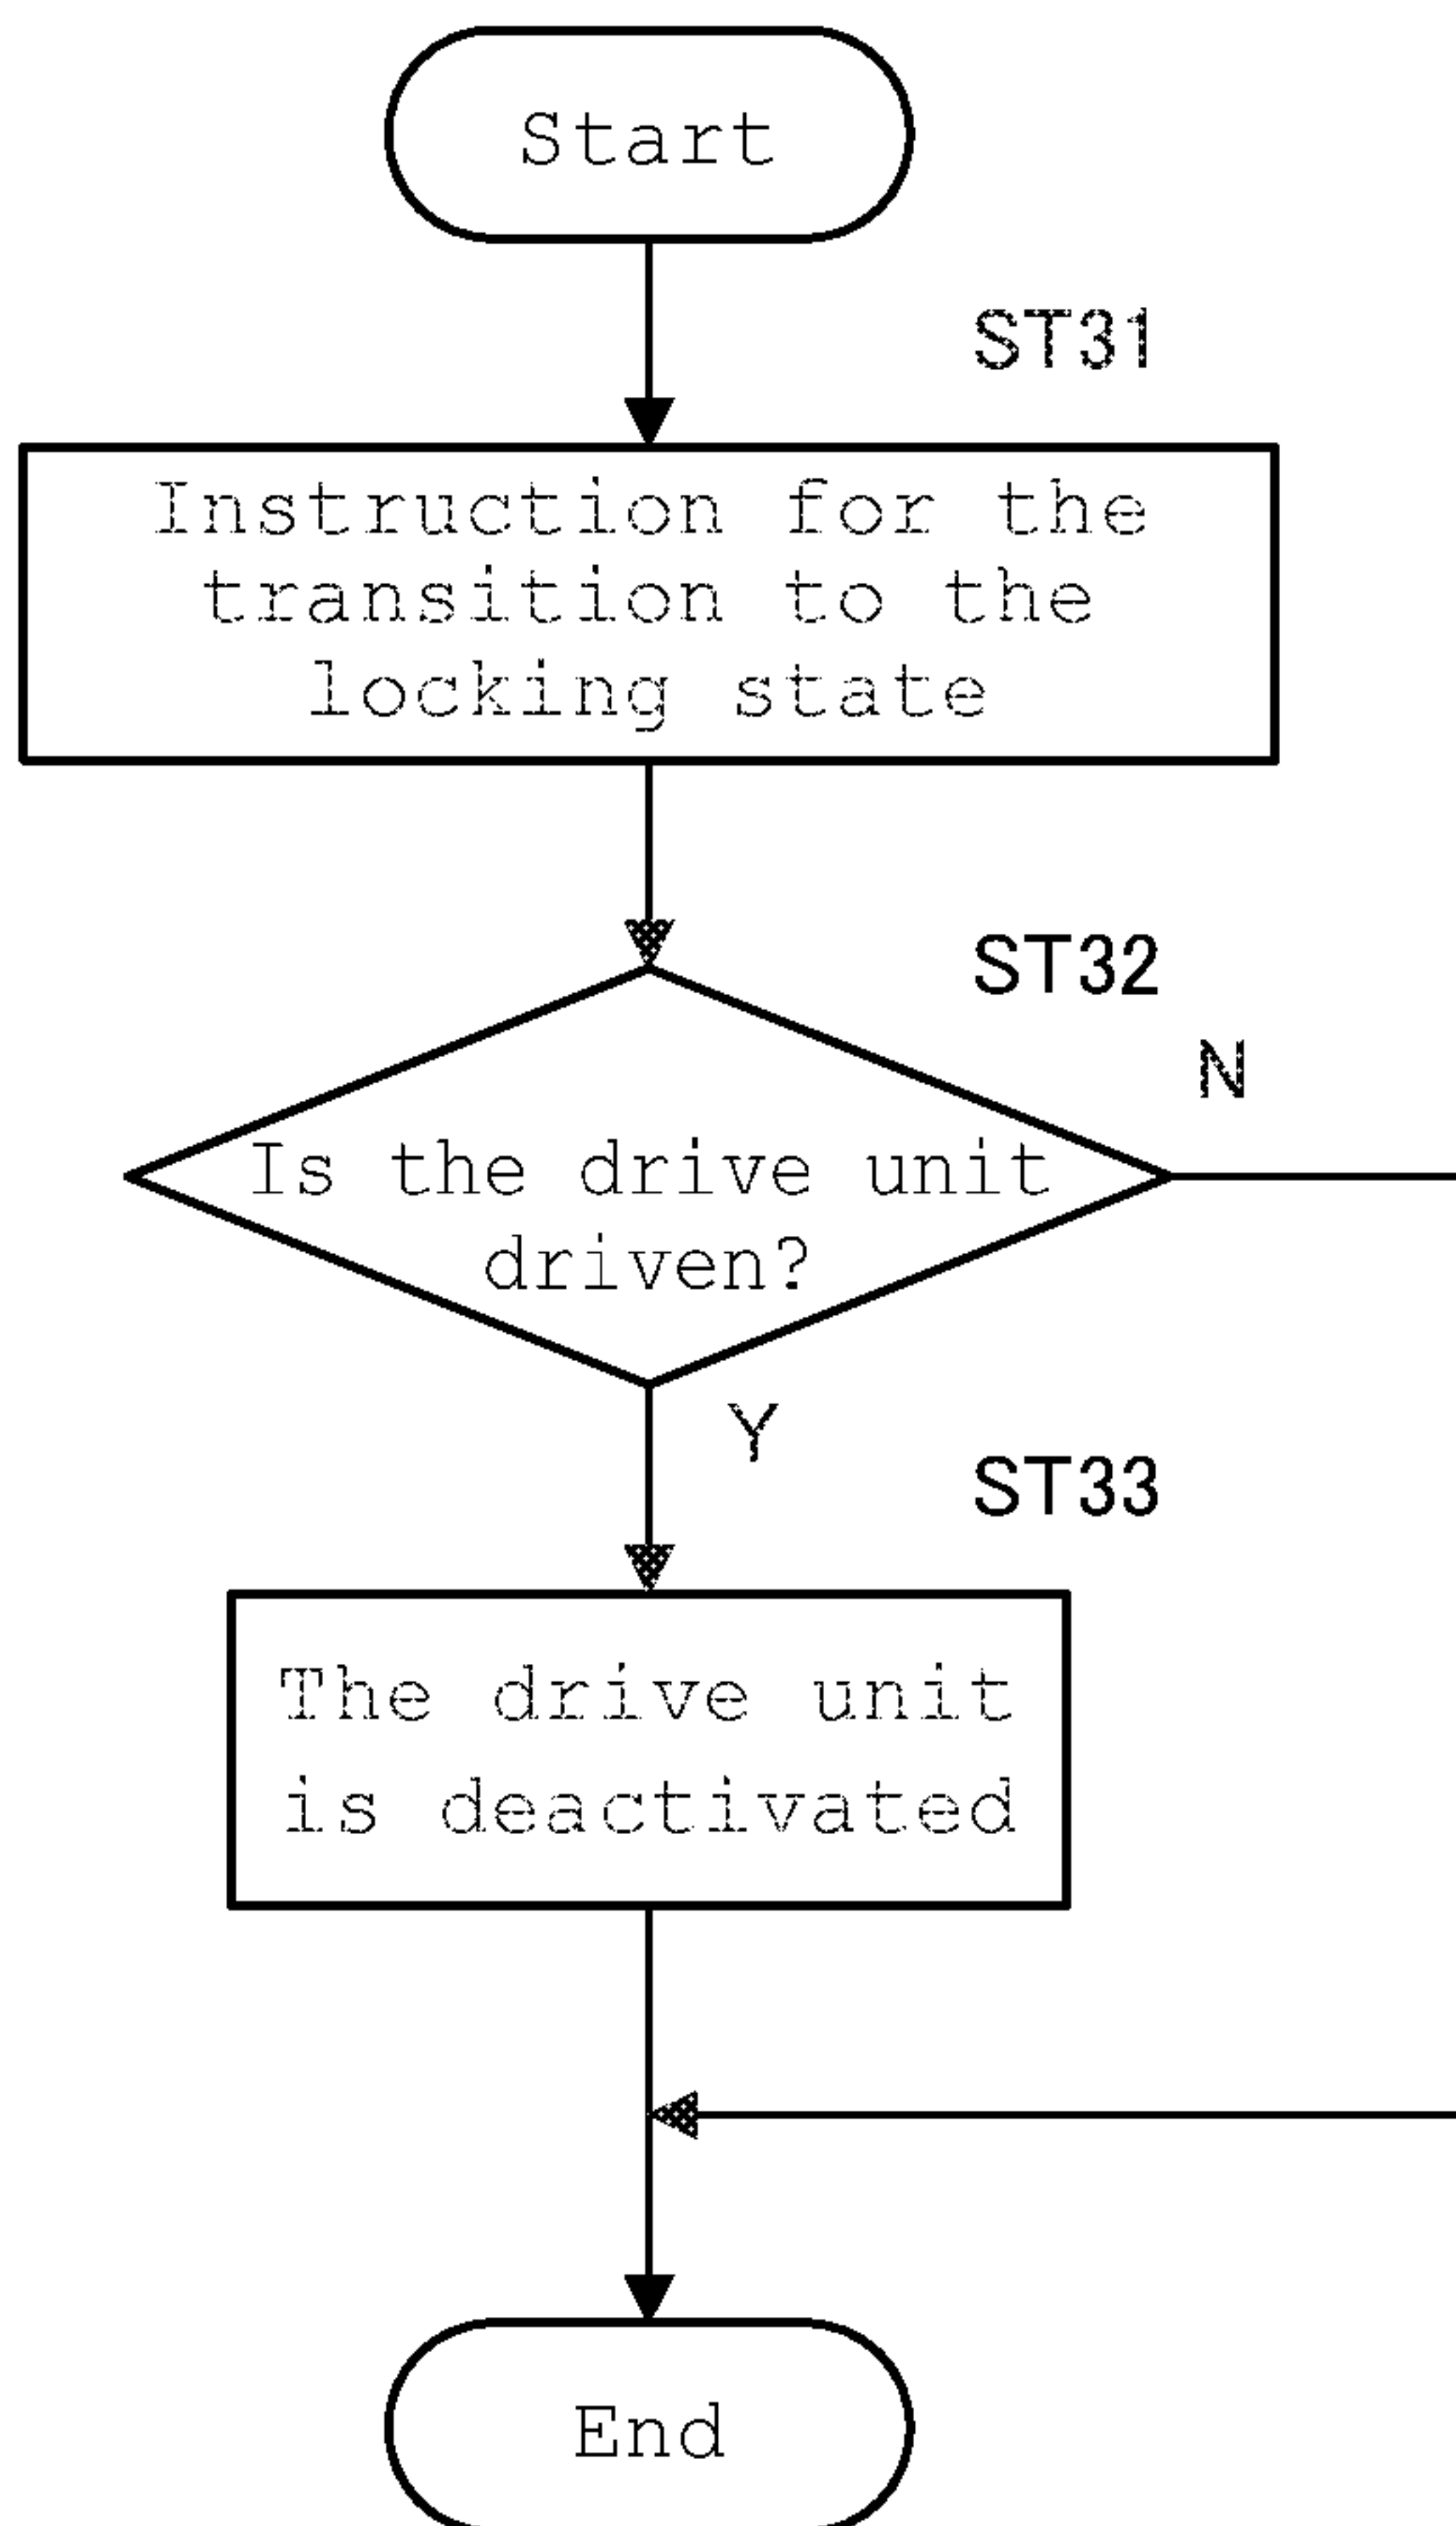 Start
ST31
Instruction for the
transition to the
locking state
ST32
N
Is the drive unit
driven?
Y
ST33
The drive unit
is deactivated
End